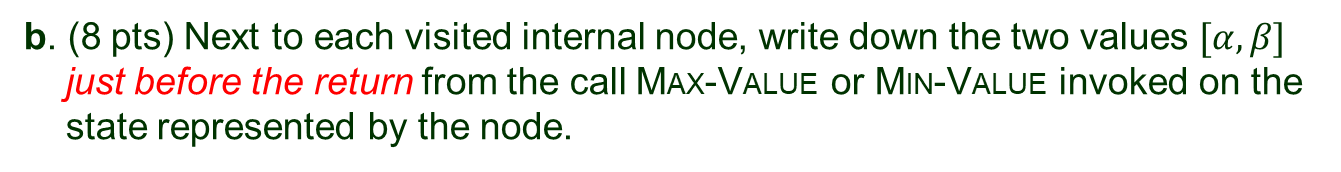 b. (8 pts) Next to each visited internal node, write down the two values [𝛼, 𝛽]
just before the return from the call MAX-VALUE or MIN-VALUE invoked on the
state represented by the node.